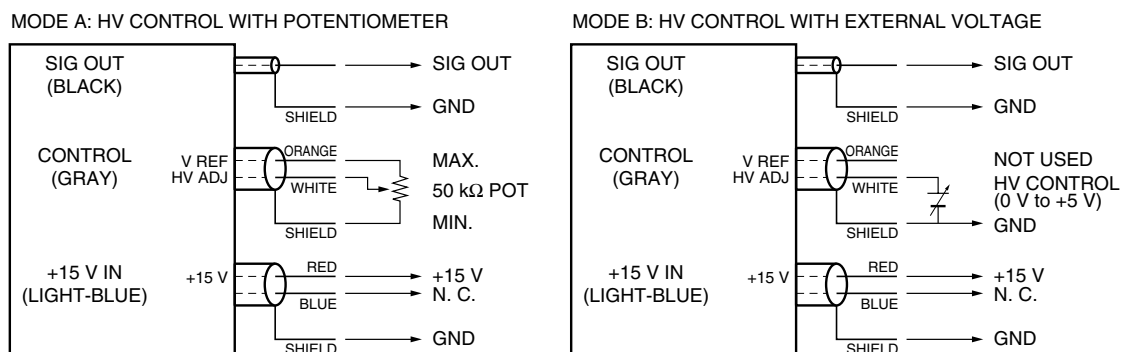 MODE A: HV CONTROL WITH POTENTIOMETER
SIG OUT
(BLACK)
SIG OUT
SHIELD
GND
CONTROL
(GRAY)
V REF
HV ADJ
ORANGE
WHITE
SHIELD
MAX.
50 kΩ POT
MIN.
+15 V IN
(LIGHT-BLUE)
+15 V
RED
BLUE
SHIELD
+15 V
N. C.
GND
MODE B: HV CONTROL WITH EXTERNAL VOLTAGE
SIG OUT
(BLACK)
SIG OUT
SHIELD
GND
CONTROL
(GRAY)
V REF
HV ADJ
ORANGE
WHITE
SHIELD
NOT USED
HV CONTROL
(0 V to +5 V)
GND
+15 V IN
(LIGHT-BLUE)
+15 V
RED
BLUE
SHIELD
+15 V
N. C.
GND